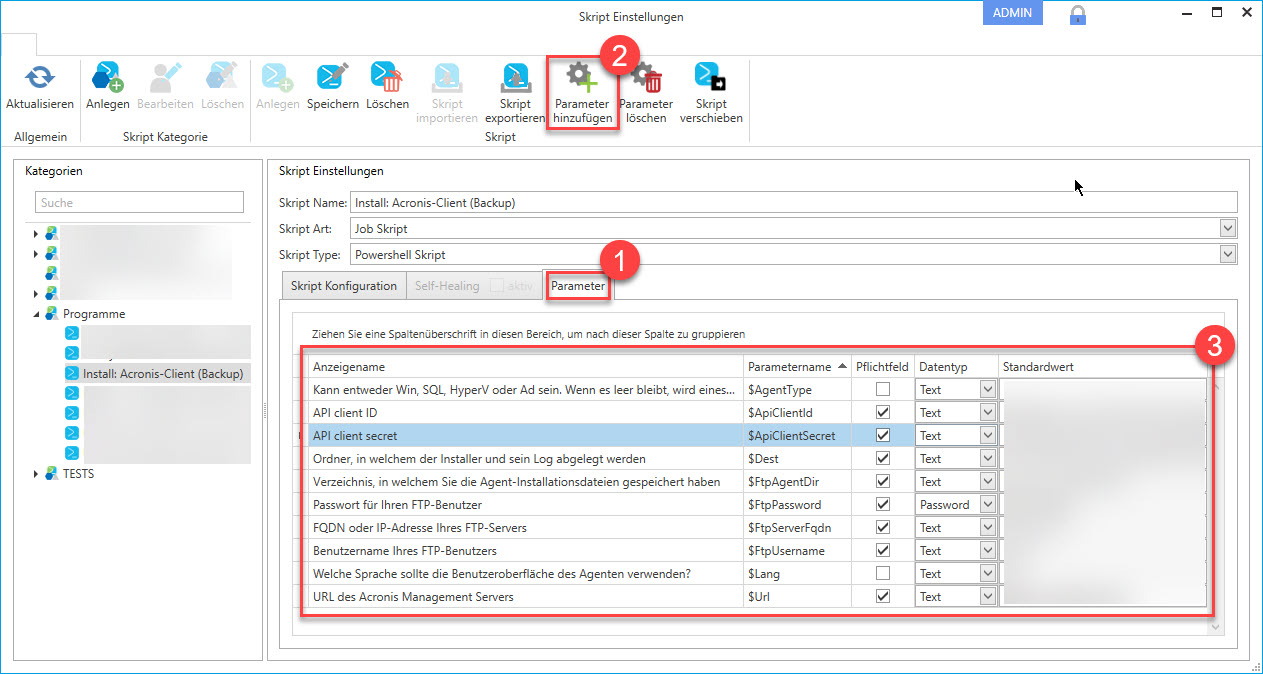 Skript Einstellungen
ADMIN
2
Aktualisieren
Anlegen
Bearbeiten
Löschen
Anlegen
Speichern
Löschen
Skript
importieren
Skript
exportieren
Parameter
hinzufügen
Parameter
löschen
Skript
verschieben
Allgemein
Skript Kategorie
Skript
Kategorien
Suche
Programme
Install: Acronis-Client (Backup)
TESTS
Skript Einstellungen
Skript Name: Install: Acronis-Client (Backup)
Skript Art: Job Skript
Skript Type: Powershell Skript
1
Skript Konfiguration Self-Healing aktiv Parameter
Ziehen Sie eine Spaltenüberschrift in diesen Bereich, um nach dieser Spalte zu gruppieren
3
Anzeigename Parametername Pflichtfeld Datentyp Standardwert
Kann entweder Win, SQL, HyperV oder Ad sein. Wenn es leer bleibt, wird eines... $AgentType Text
API client ID $ApiClientId Text
API client secret $ApiClientSecret Text
Ordner, in welchem der Installer und sein Log abgelegt werden $Dest Text
Verzeichnis, in welchem Sie die Agent-Installationsdateien gespeichert haben $FtpAgentDir Text
Passwort für Ihren FTP-Benutzer $FtpPassword Password
FQDN oder IP-Adresse Ihres FTP-Servers $FtpServerFqdn Text
Benutzername Ihres FTP-Benutzers $FtpUsername Text
Welche Sprache sollte die Benutzeroberfläche des Agenten verwenden? $Lang Text
URL des Acronis Management Servers $Url Text